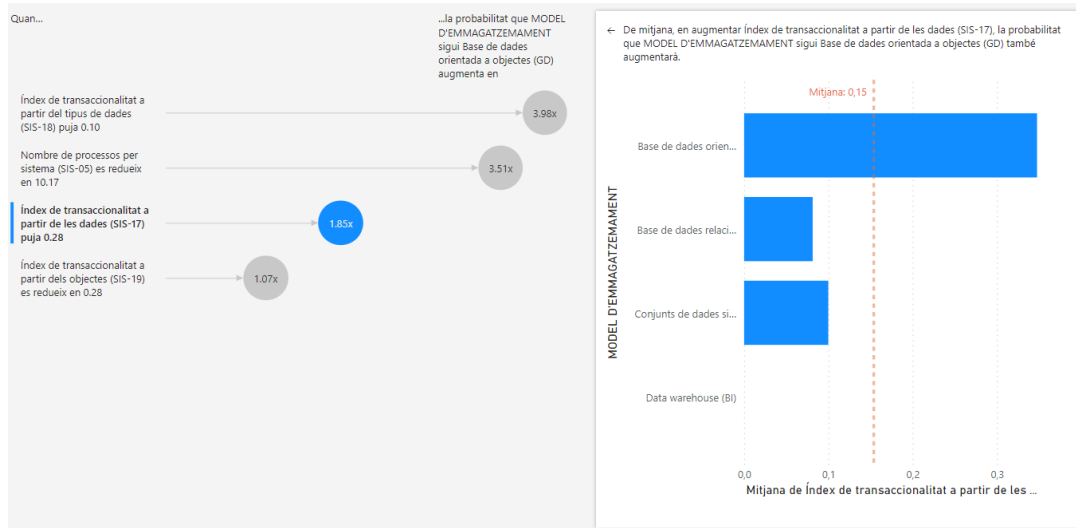 Quan...
...la probabilitat que MODEL
D'EMMAGATZEMAMENT
sigui Base de dades
orientada a objectes (GD)
augmenta en
Índex de transaccionalitat a
partir del tipus de dades
(SIS-18) puja 0.10
3.98x
Nombre de processos per
sistema (SIS-05) es redueix
en 10.17
3.51x
Índex de transaccionalitat a
partir de les dades (SIS-17)
puja 0.28
1.85x
Índex de transaccionalitat a
partir dels objectes (SIS-19)
es redueix en 0.28
1.07x
← De mitjana, en augmentar Índex de transaccionalitat a partir de les dades (SIS-17), la probabilitat
que MODEL D'EMMAGATZEMAMENT sigui Base de dades orientada a objectes (GD) també
augmentarà.
Mitjana: 0,15
MODEL D'EMMAGATZEMAMENT
Base de dades orien...
Base de dades relaci...
Conjunts de dades si...
Data warehouse (BI)
0,0 0,1 0,2 0,3
Mitjana de Índex de transaccionalitat a partir de les ...